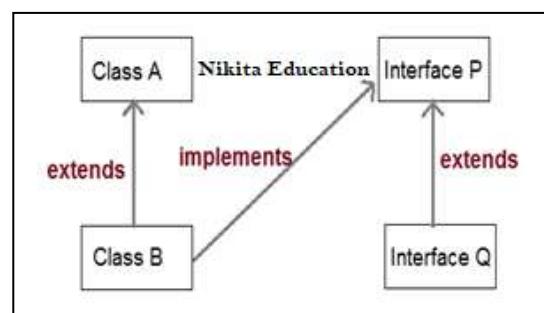 Class A
Nikita Education
Interface P
extends
implements
extends
Class B
Interface Q